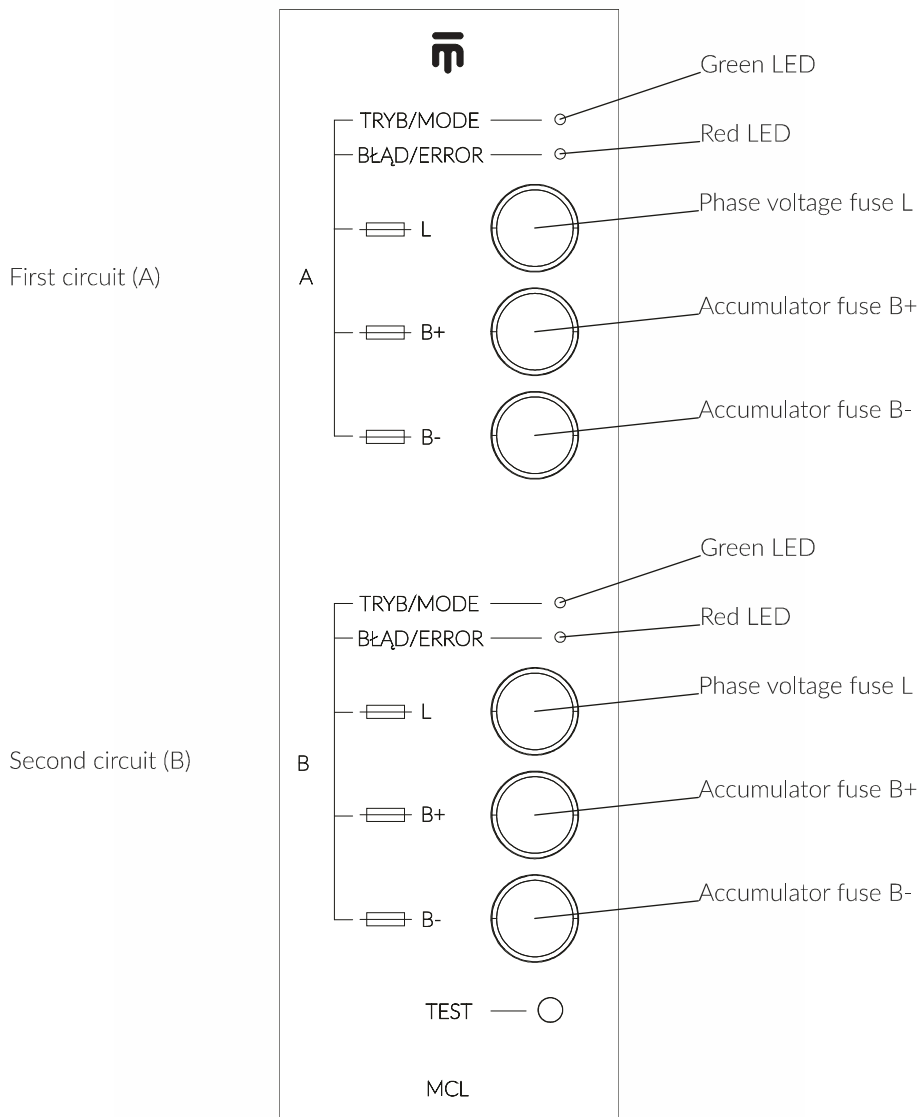 Green LED
TRYB/MODE
Red LED
BŁĄD/ERROR
Phase voltage fuse L
L
First circuit (A)
A
Accumulator fuse B+
B+
Accumulator fuse B-
B-
Green LED
TRYB/MODE
Red LED
BŁĄD/ERROR
Phase voltage fuse L
L
Second circuit (B)
B
Accumulator fuse B+
B+
Accumulator fuse B-
B-
TEST
MCL